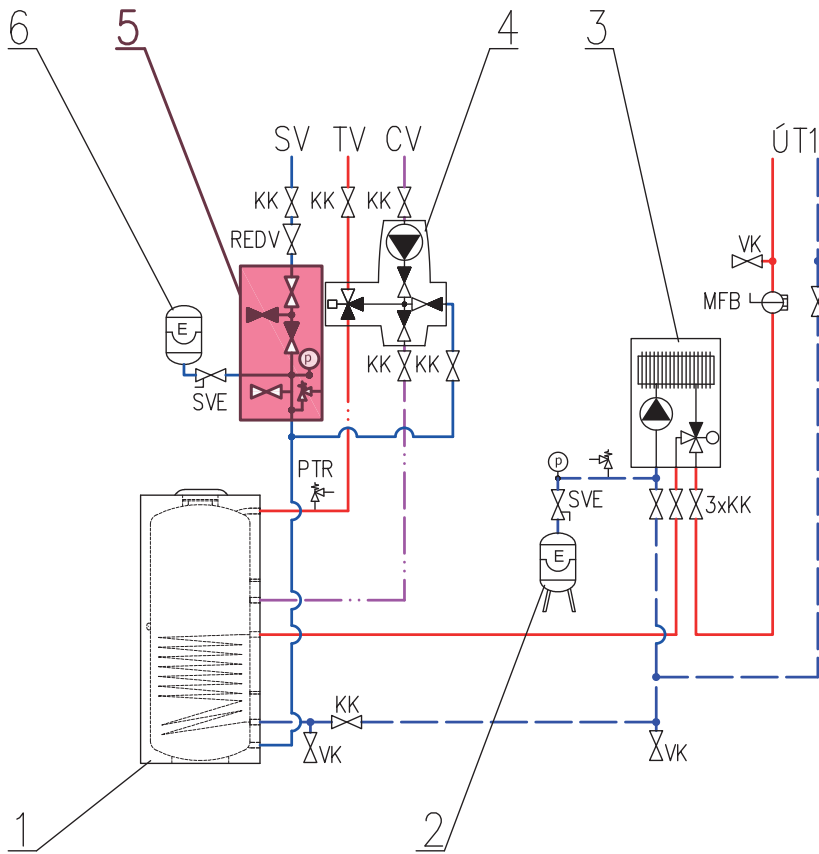 6 5 4 3
SV TV CV
ÚT1
KK KK KK
REDV
VK
MFB
E
p
KK KK
SVE
PTR
p
SVE
3xKK
E
KK
VK VK
1 2